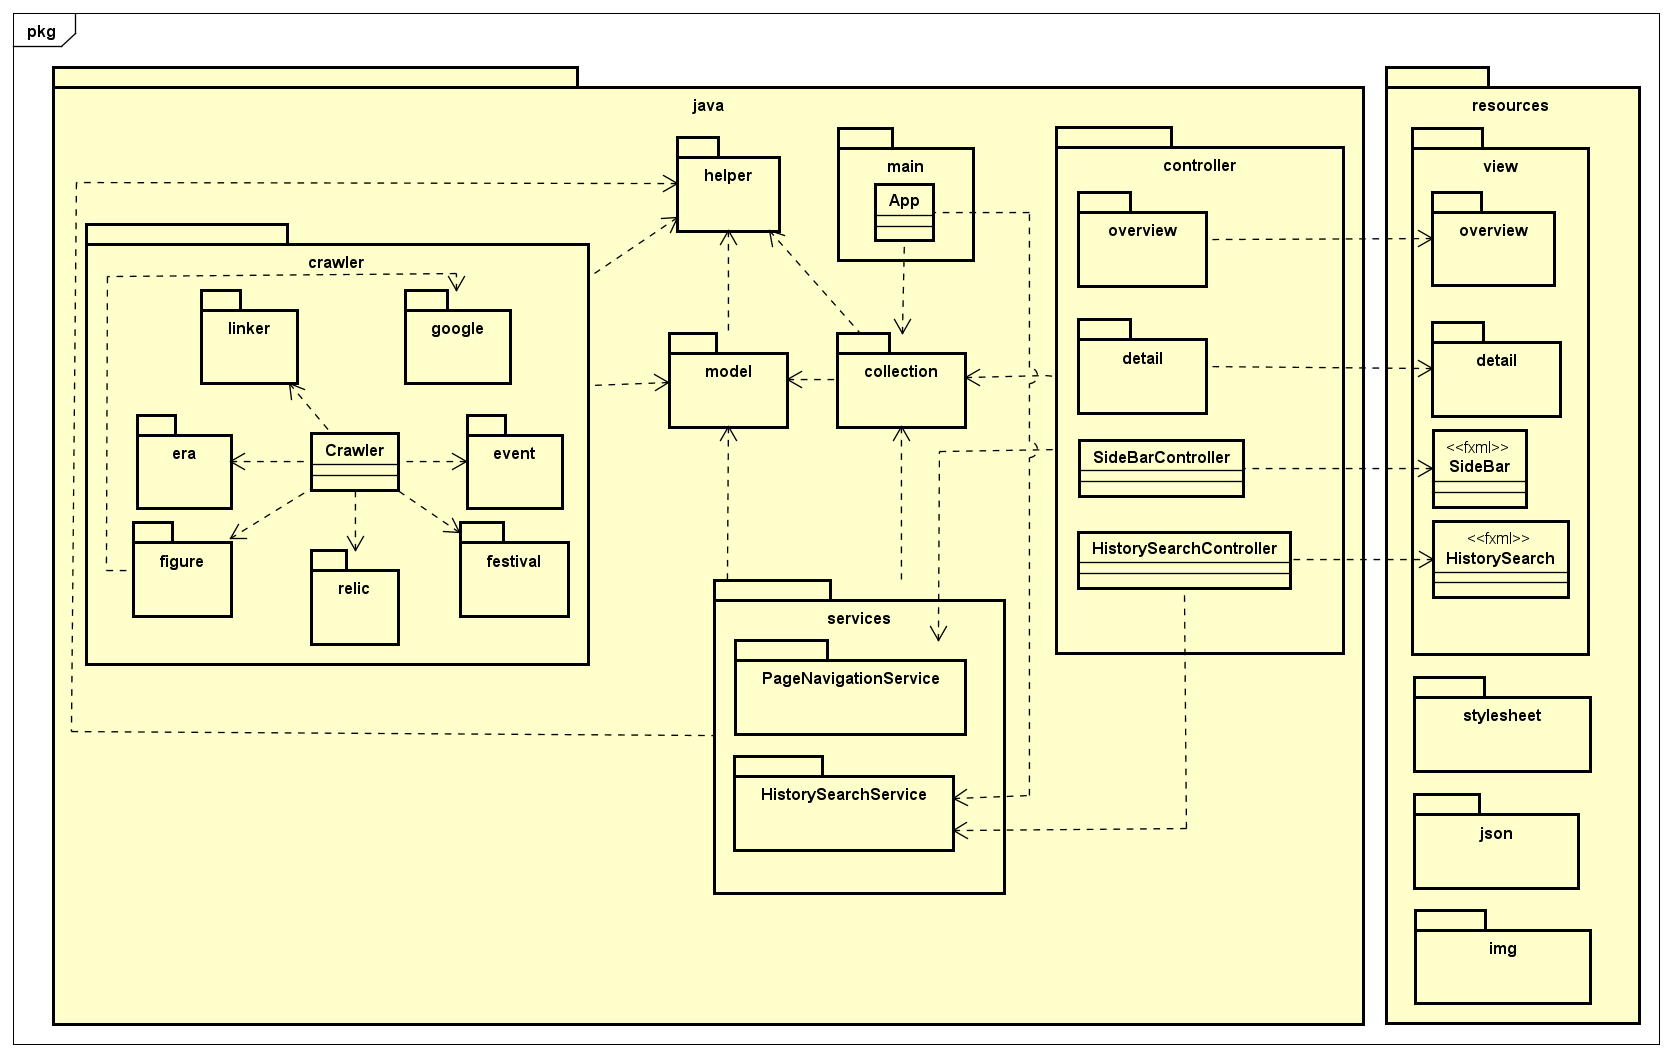 pkg
java
resources
helper
main
App
controller
view
overview
overview
crawler
linker
google
model
collection
detail
detail
era
Crawler
event
SideBarController
<<fxml>>
SideBar
figure
relic
festival
HistorySearchController
<<fxml>>
HistorySearch
services
PageNavigationService
stylesheet
HistorySearchService
json
img